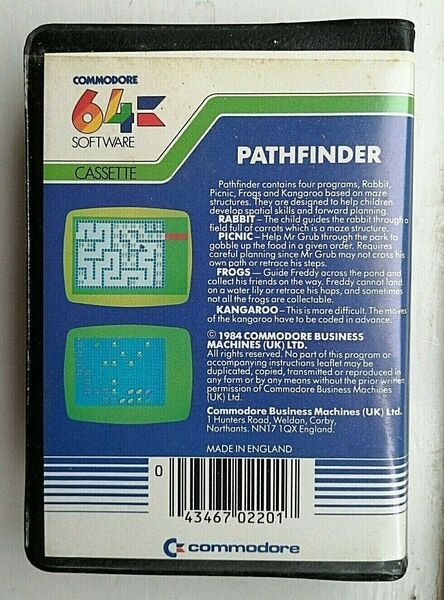 COMMODORE
64
SOFTWARE
CASSETTE
PATHFINDER
Pathfinder contains four programs, Rabbit,
Picnic, Frogs and Kangaroo based on maze
structures. They are designed to help children
develop spatial skills and forward planning.
RABBIT – The child guides the rabbit through a
field full of carrots which is a maze structure.
PICNIC – Help Mr Grub through the park to
gobble up the food in a given order. Requires
careful planning since Mr Grub may not cross his
own path or retrace his steps.
FROGS – Guide Freddy across the pond and
collect his friends on the way. Freddy cannot land
on a water lily or retrace his hops, and sometimes
not all the frogs are collectable.
KANGAROO – This is more difficult. The moves
of the kangaroo have to be coded in advance.
© 1984 COMMODORE BUSINESS
MACHINES (UK) LTD.
All rights reserved. No part of this program or
accompanying instructions leaflet may be
duplicated, copied, transmitted or reproduced in
any form or by any means without the prior written
permission of Commodore Business Machines
(UK) Ltd.
Commodore Business Machines (UK) Ltd.
1 Hunters Road, Weldon, Corby,
Northants. NN17 1QX England.
MADE IN ENGLAND
0 43467 02201
commodore